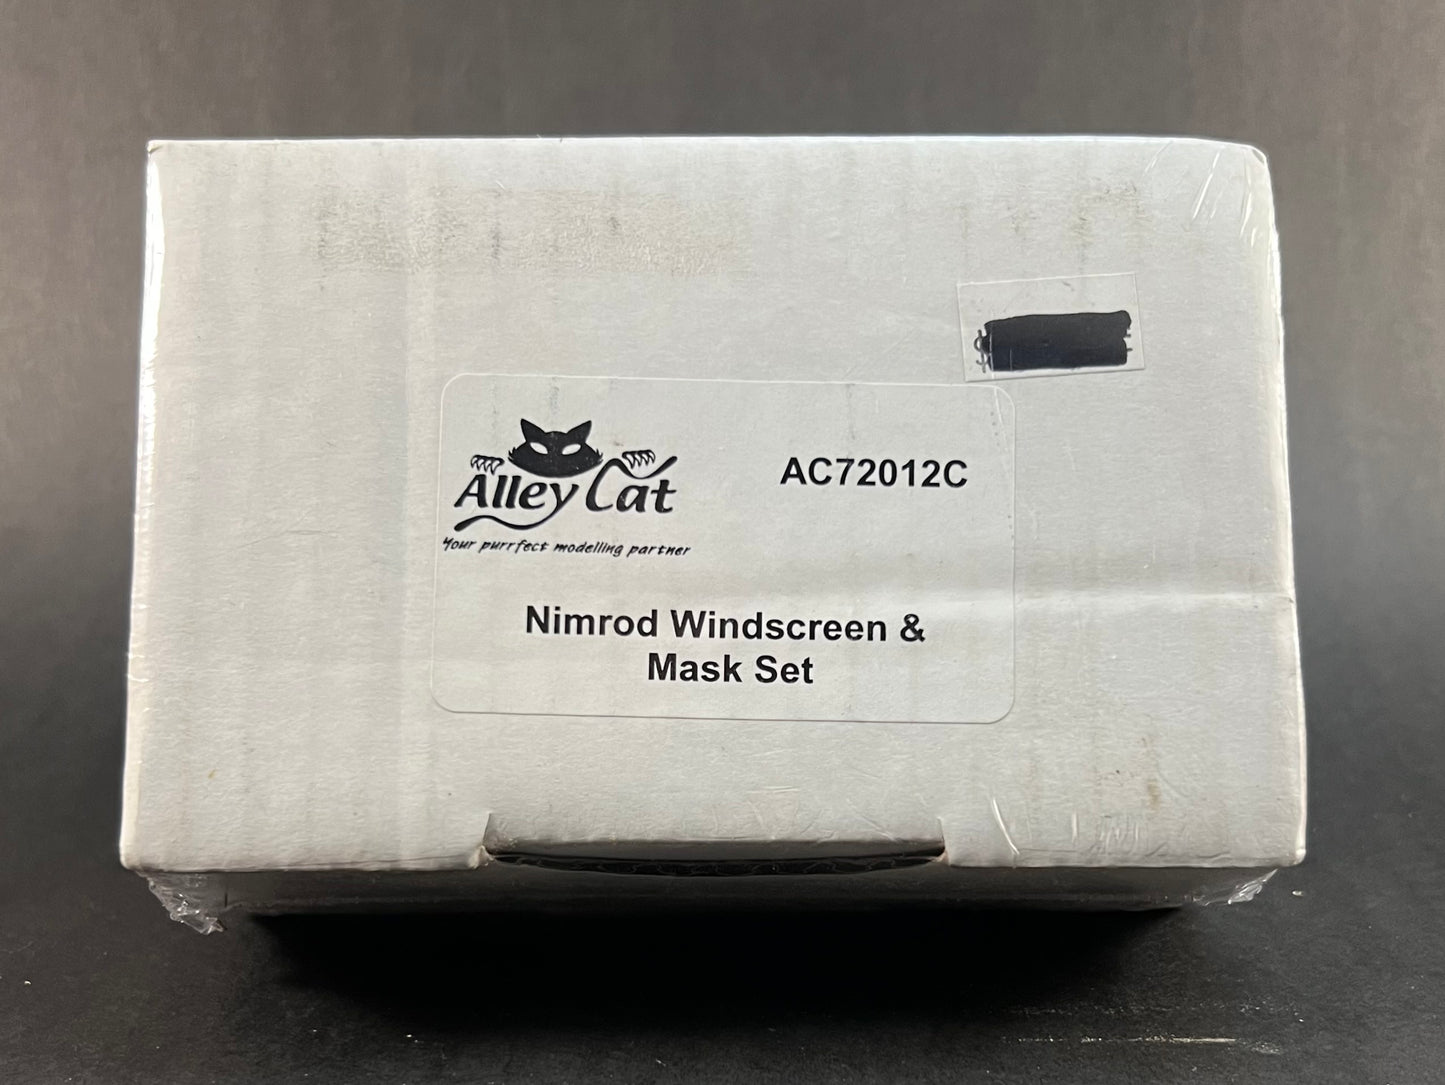 $
Alley Cat
AC72012C
Your purrfect modelling partner
Nimrod Windscreen &
Mask Set